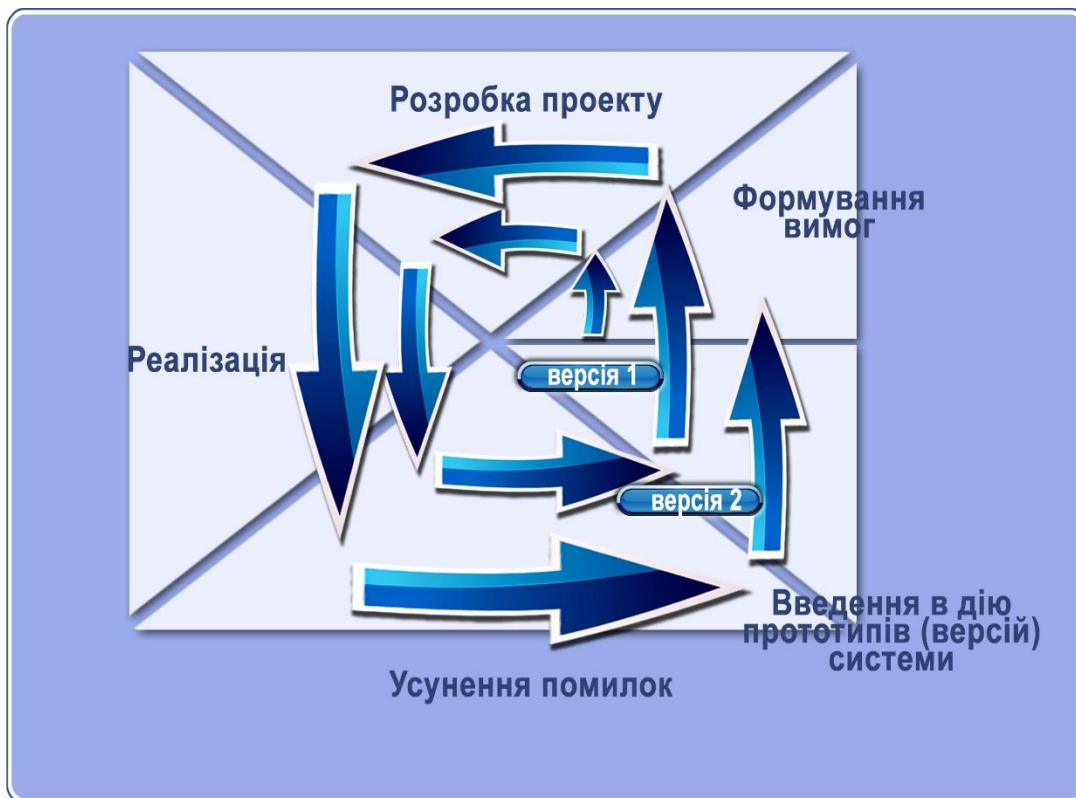 Розробка проекту
Формування
вимог
Реалізація
версія 1
версія 2
Введення в дію
прототипів (версій)
системи
Усунення помилок